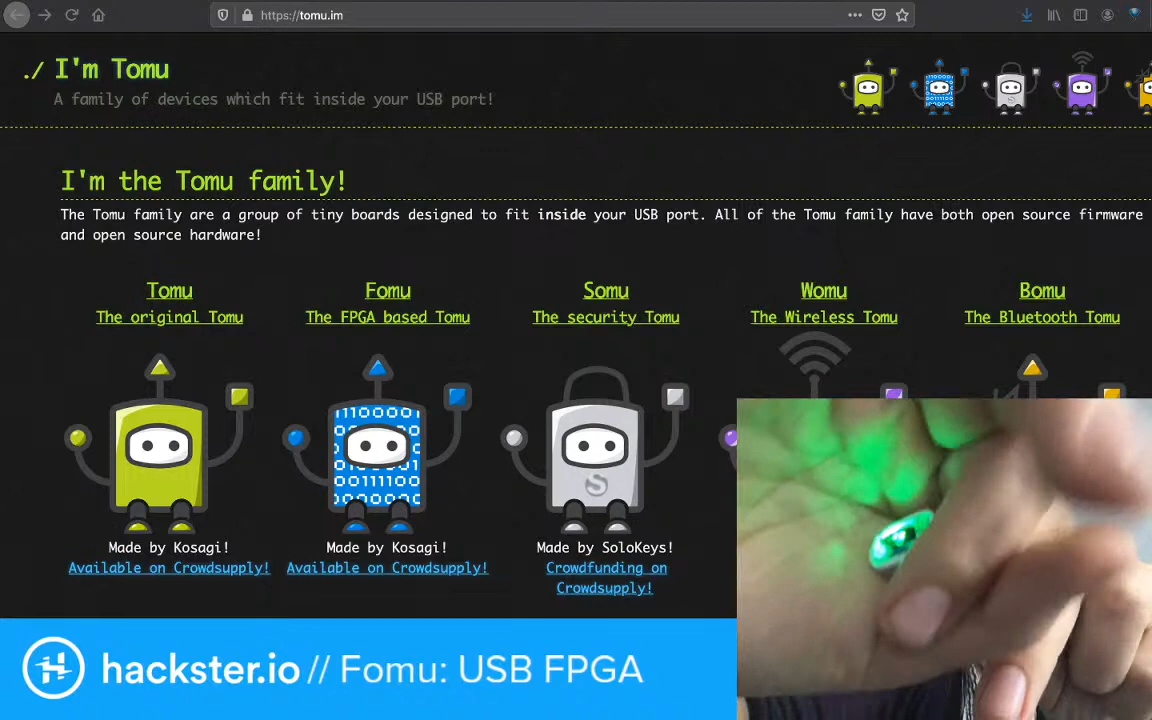 https://tomu.im
./ I'm Tomu
A family of devices which fit inside your USB port!
I'm the Tomu family!
The Tomu family are a group of tiny boards designed to fit inside your USB port. All of the Tomu family have both open source firmware
and open source hardware!
Tomu
The original Tomu
Fomu
The FPGA based Tomu
Somu
The security Tomu
Womu
The Wireless Tomu
Bomu
The Bluetooth Tomu
Made by Kosagi!
Available on Crowdsupply!
Made by Kosagi!
Available on Crowdsupply!
Made by SoloKeys!
Crowdfunding on
Crowdsupply!
hackster.io // Fomu: USB FPGA